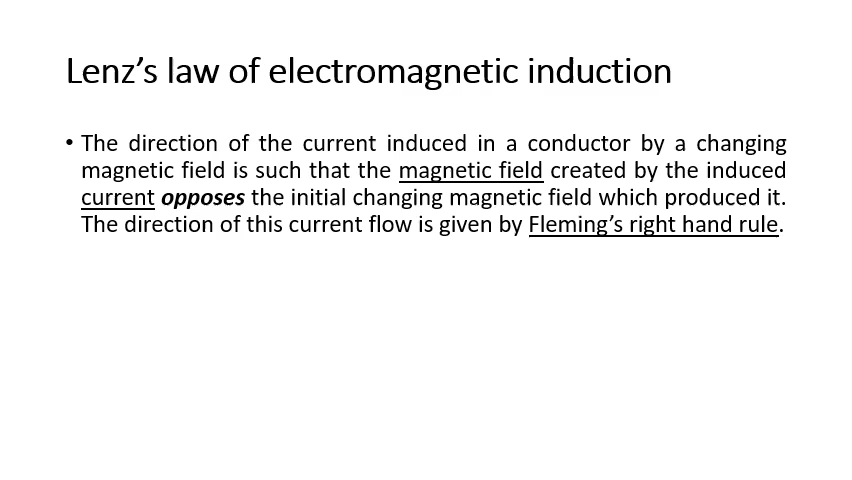 Lenz’s law of electromagnetic induction
• The direction of the current induced in a conductor by a changing
magnetic field is such that the magnetic field created by the induced
current opposes the initial changing magnetic field which produced it.
The direction of this current flow is given by Fleming’s right hand rule.